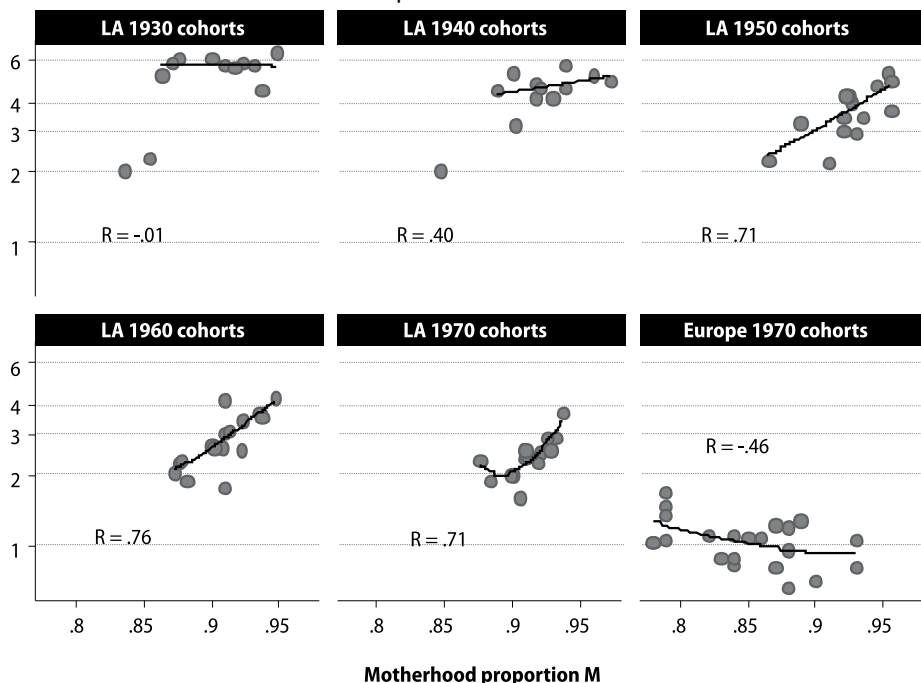 LA 1930 cohorts LA 1940 cohorts LA 1950 cohorts
6
4
3
2
R = -.01 R = .40 R = .71
1
LA 1960 cohorts LA 1970 cohorts Europe 1970 cohorts
6
4
3
R = -.46
2
R = .76 R = .71
1
.8 .85 .9 .95 .8 .85 .9 .95 .8 .85 .9 .95
Motherhood proportion M